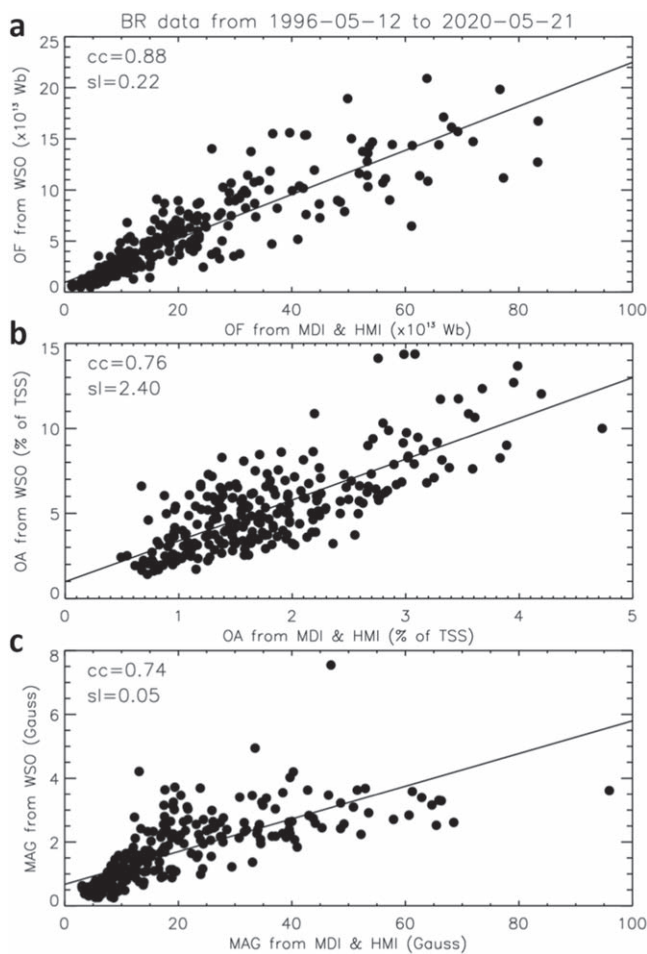 a
BR data from 1996-05-12 to 2020-05-21
cc=0.88
sl=0.22
25
20
15
10
5
0
OF from WSO (x10¹³ Wb)
0 20 40 60 80 100
OF from MDI & HMI (x10¹³ Wb)
b
cc=0.76
sl=2.40
15
10
5
0
OA from WSO (% of TSS)
0 1 2 3 4 5
OA from MDI & HMI (% of TSS)
c
cc=0.74
sl=0.05
8
6
4
2
0
MAG from WSO (Gauss)
0 20 40 60 80 100
MAG from MDI & HMI (Gauss)